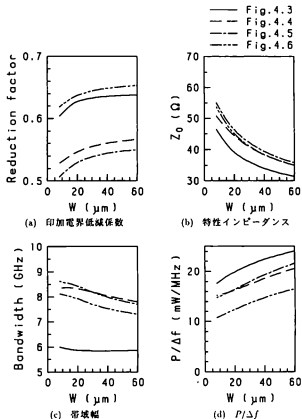 Fig.4.3
Fig.4.4
Fig.4.5
Fig.4.6
Reduction factor
0.7
0.6
0.5
0 20 40 60
W (μm)
(a) 印加電界低減係数
Z0 (Ω)
70
60
50
40
30
0 20 40 60
W (μm)
(b) 特性インピーダンス
Bandwidth (GHz)
10
9
8
7
6
5
0 20 40 60
W (μm)
(c) 帯域幅
P/Δf (mW/MHz)
20
10
0
0 20 40 60
W (μm)
(d) P/Δf